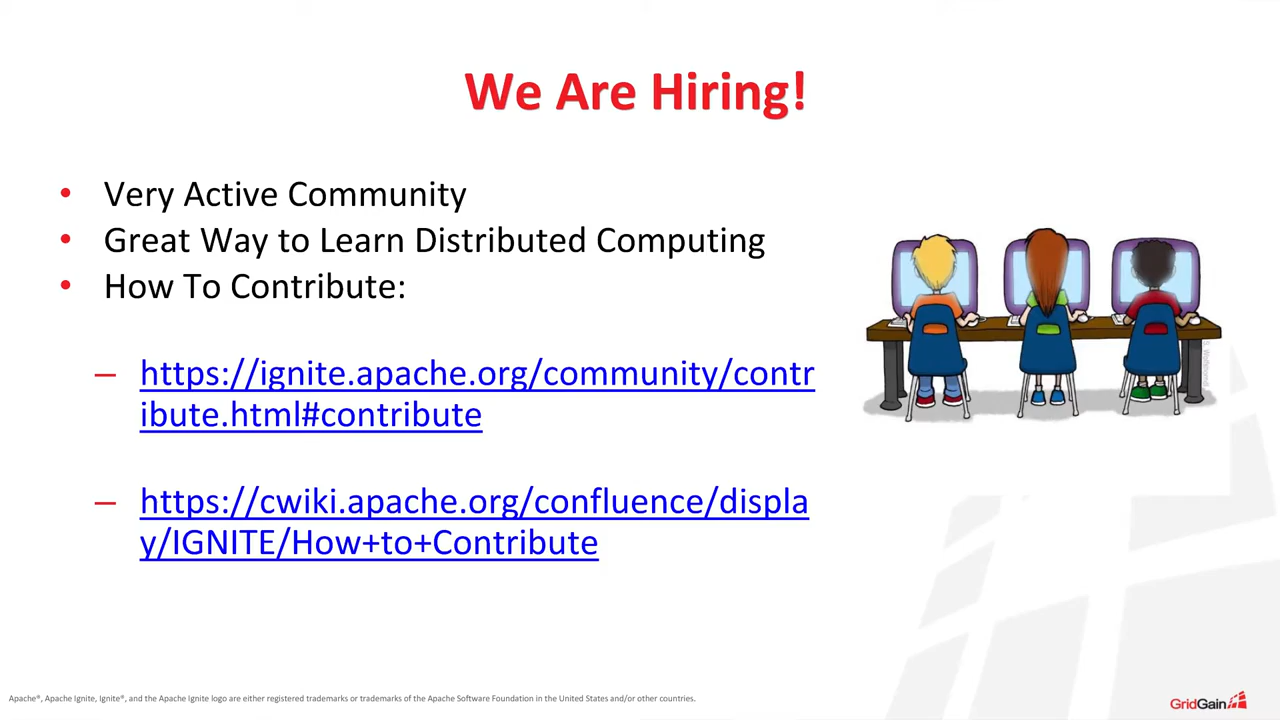 We Are Hiring!
• Very Active Community
• Great Way to Learn Distributed Computing
• How To Contribute:
– https://ignite.apache.org/community/contr
ibute.html#contribute
– https://cwiki.apache.org/confluence/displa
y/IGNITE/How+to+Contribute
Apache®, Apache Ignite, Ignite®, and the Apache Ignite logo are either registered trademarks or trademarks of the Apache Software Foundation in the United States and/or other countries.
GridGain